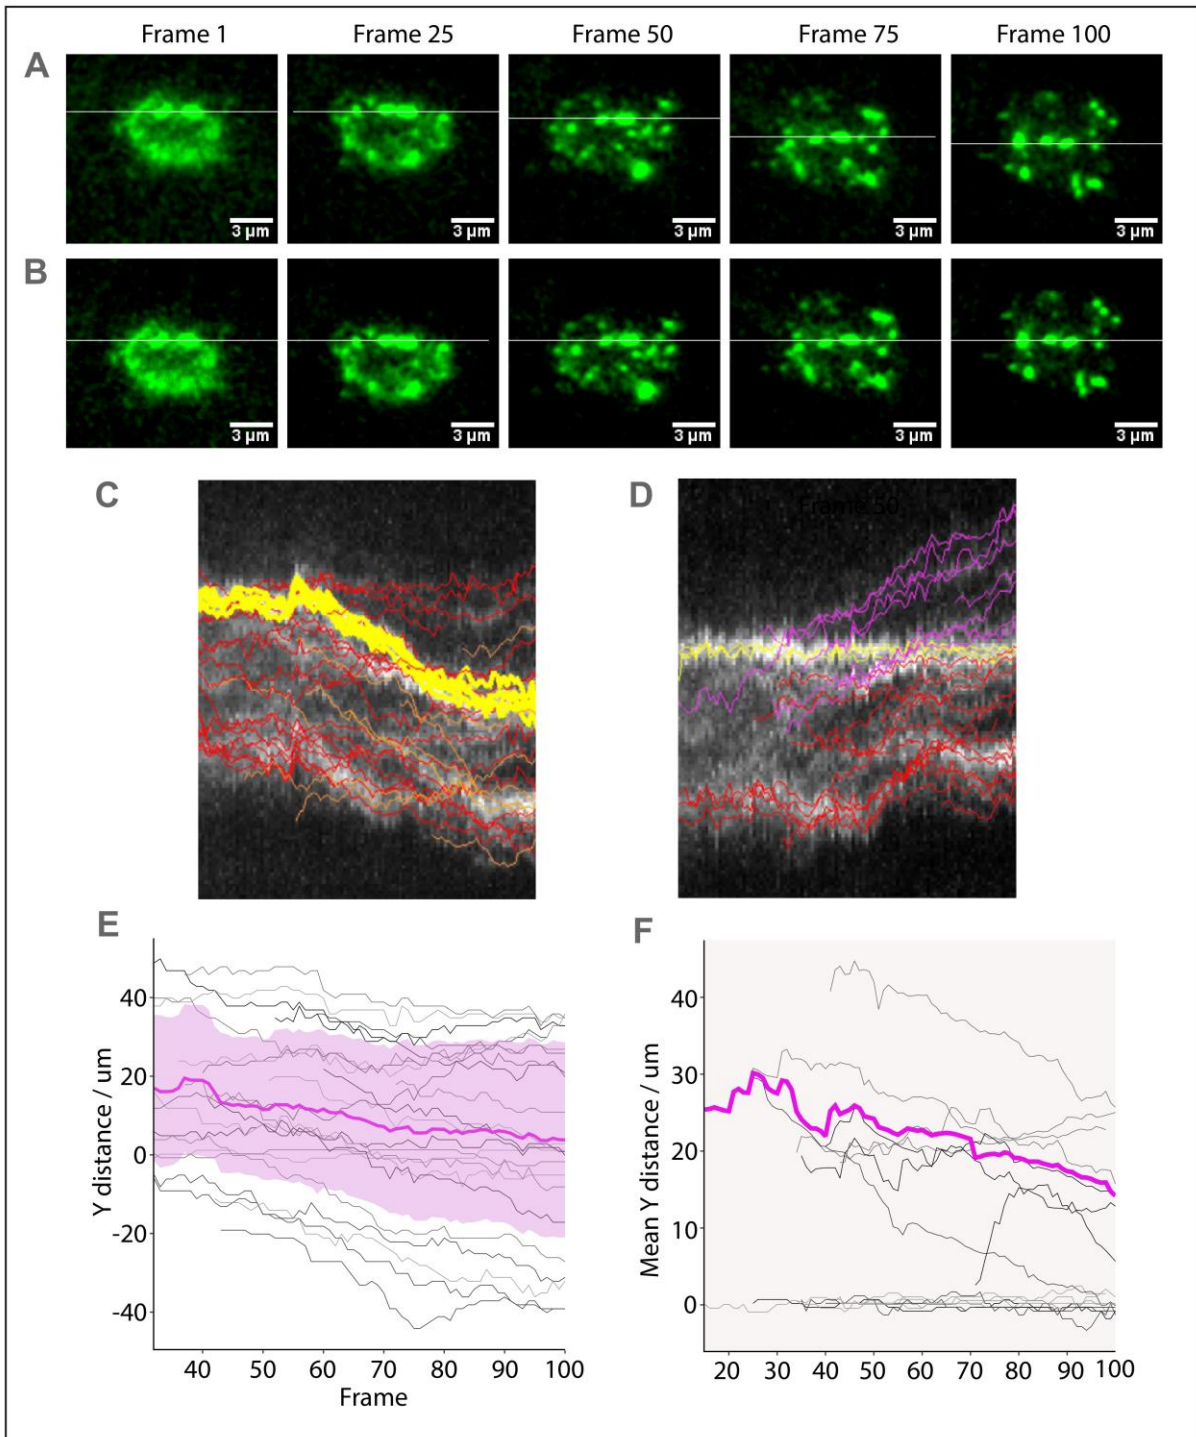 Frame 1 Frame 25 Frame 50 Frame 75 Frame 100
A
3 µm 3 µm 3 µm 3 µm 3 µm
B
3 µm 3 µm 3 µm 3 µm 3 µm
C
D
Frame 50
E
Y distance / um
40
20
0
-20
-40
40 50 60 70 80 90 100
Frame
F
Mean Y distance / um
40
30
20
10
0
20 30 40 50 60 70 80 90 100